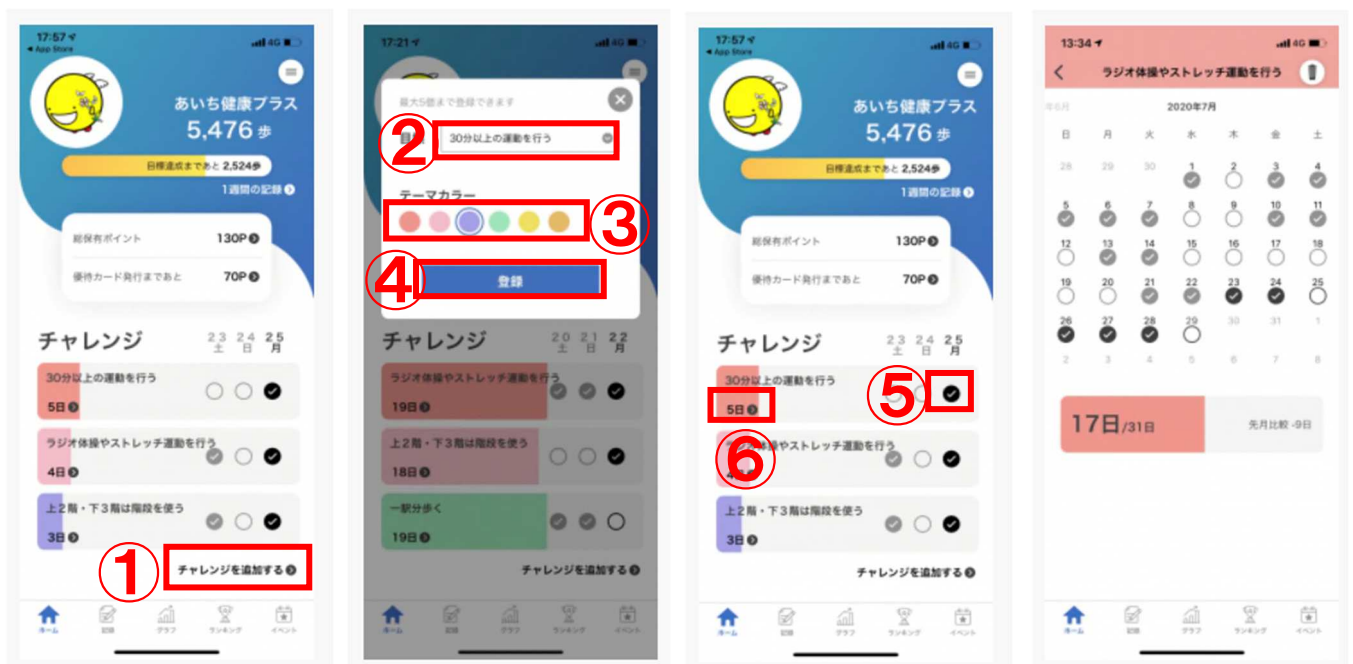 17:57
4G
App Store
あいち健康プラス
5,476 歩
目標達成まであと 2,524歩
1週間の記録
総保有ポイント 130P
優待カード発行まであと 70P
チャレンジ
23 24 25
土 日 月
30分以上の運動を行う
5日
ラジオ体操やストレッチ運動を行う
4日
上2階・下3階は階段を使う
3日
① チャレンジを追加する
ホーム 記録 グラフ ランキング イベント
17:21
4G
最大5個まで登録できます
② 30分以上の運動を行う
テーマカラー
③
④ 登録
チャレンジ
20 21 22
土 日 月
ラジオ体操やストレッチ運動を行う
19日
上2階・下3階は階段を使う
18日
一駅分歩く
19日
チャレンジを追加する
ホーム 記録 グラフ ランキング イベント
17:57
4G
App Store
あいち健康プラス
5,476 歩
目標達成まであと 2,524歩
1週間の記録
総保有ポイント 130P
優待カード発行まであと 70P
チャレンジ
23 24 25
土 日 月
30分以上の運動を行う
⑤
5日
⑥
ラジオ体操やストレッチ運動を行う
上2階・下3階は階段を使う
3日
チャレンジを追加する
ホーム 記録 グラフ ランキング イベント
13:34
4G
ラジオ体操やストレッチ運動を行う
年6月 2020年7月
日 月 火 水 木 金 土
28 29 30 1 2 3 4
5 6 7 8 9 10 11
12 13 14 15 16 17 18
19 20 21 22 23 24 25
26 27 28 29 30 31 1
2 3 4 5 6 7 8
17日/31日 先月比較 -9日
ホーム 記録 グラフ ランキング イベント